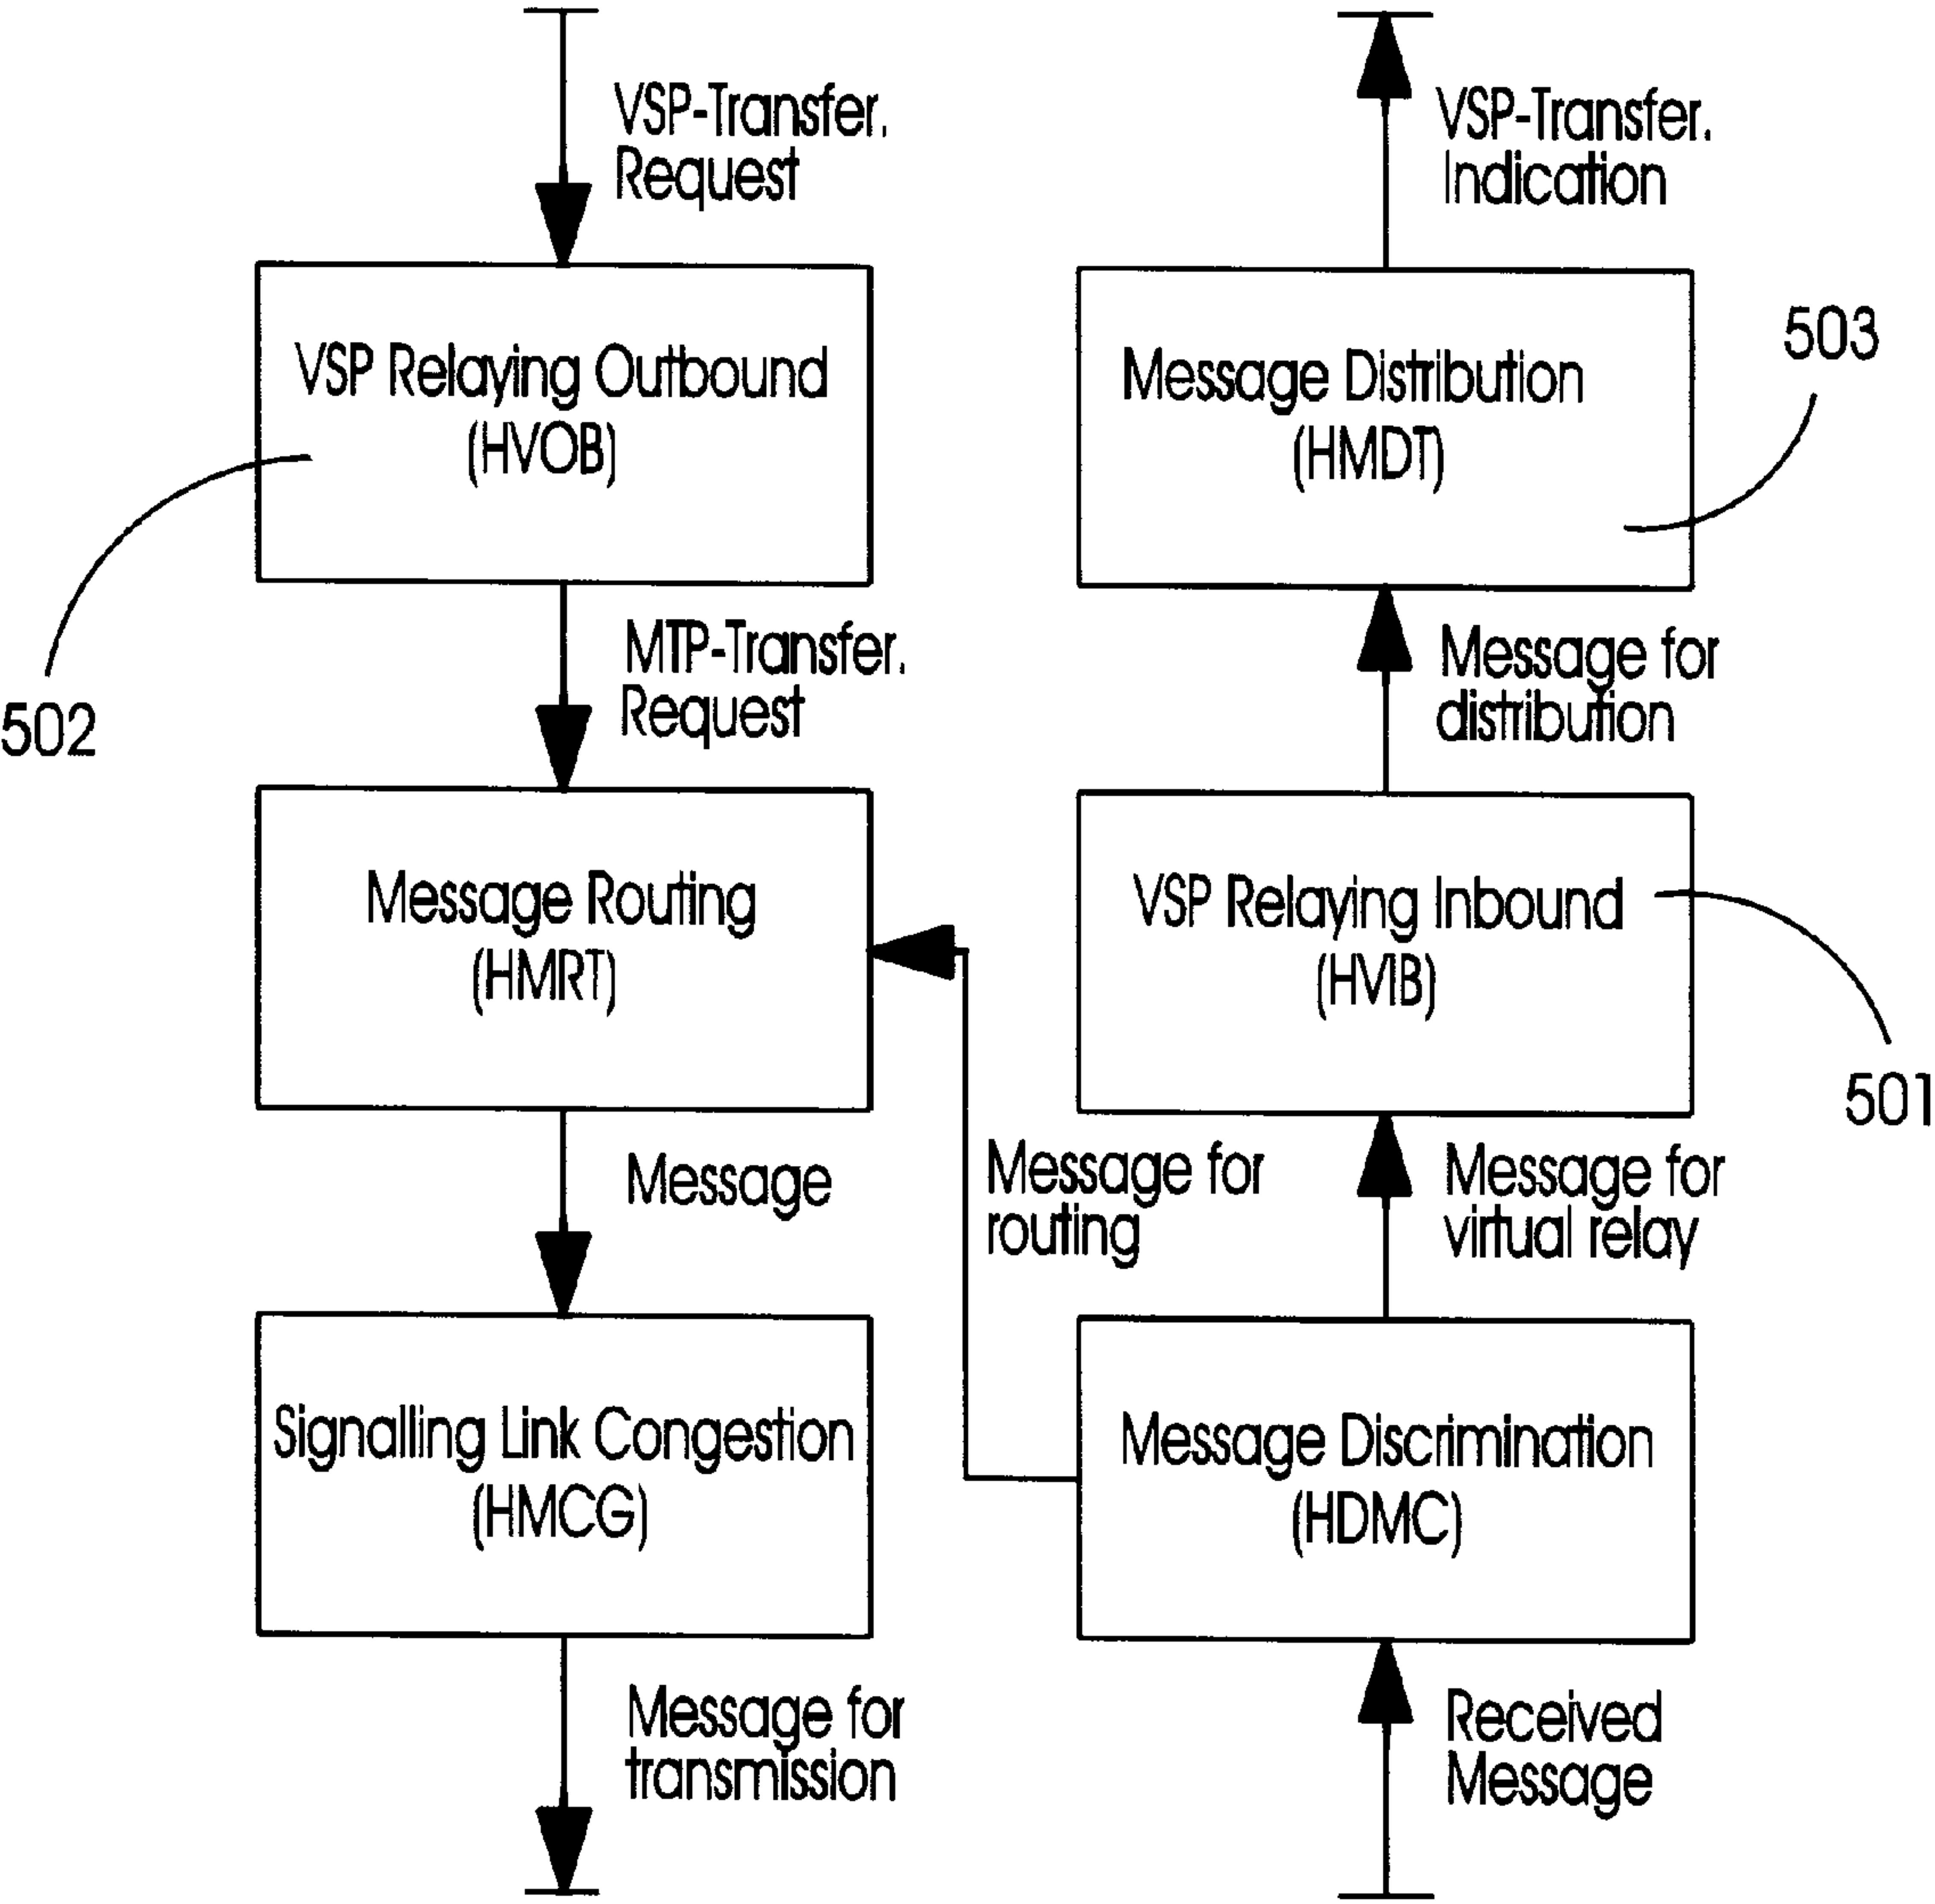 VSP-Transfer.
Request
VSP-Transfer.
Indication
VSP Relaying Outbound
(HVOB)
Message Distribution
(HMDT)
503
502
MTP-Transfer.
Request
Message for
distribution
Message Routing
(HMRT)
VSP Relaying Inbound
(HVIB)
501
Message
Message for
routing
Message for
virtual relay
Signalling Link Congestion
(HMCG)
Message Discrimination
(HDMC)
Message for
transmission
Received
Message